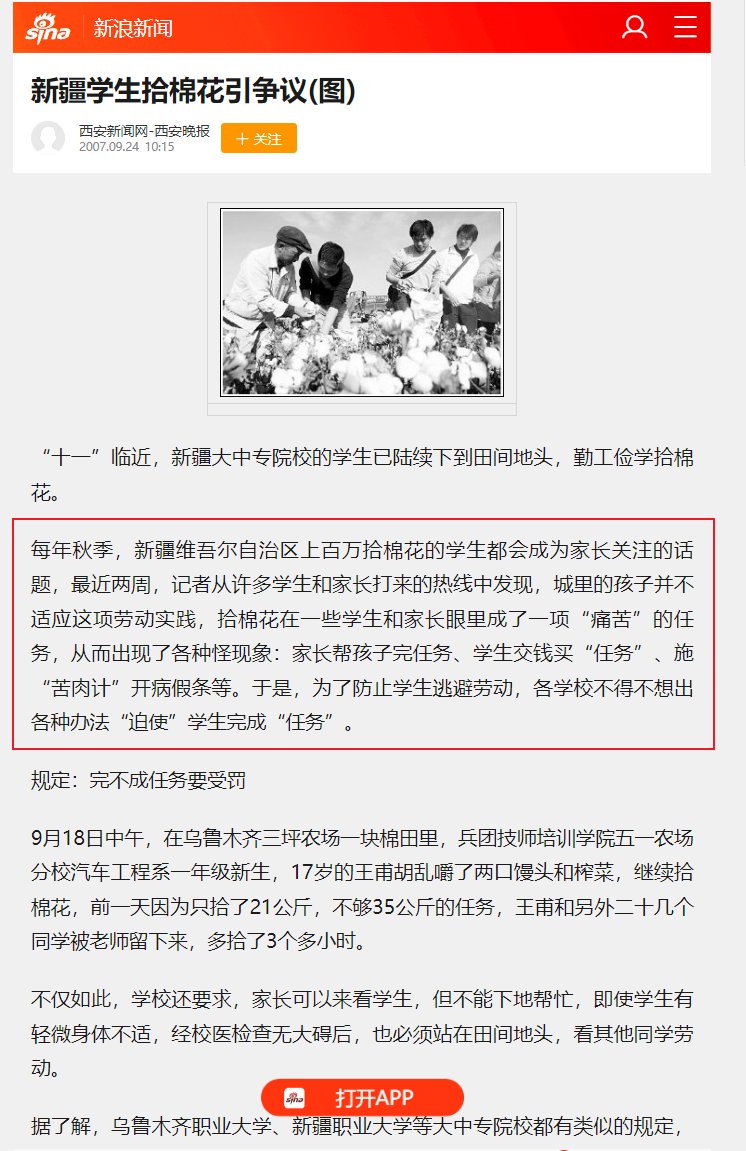 sina 新浪新闻
新疆学生拾棉花引争议(图)
西安新闻网-西安晚报
2007.09.24 10:15
+ 关注
“十一”临近，新疆大中专院校的学生已陆续下到田间地头，勤工俭学拾棉
花。
每年秋季，新疆维吾尔自治区上百万拾棉花的学生都会成为家长关注的话
题，最近两周，记者从许多学生和家长打来的热线中发现，城里的孩子并不
适应这项劳动实践，拾棉花在一些学生和家长眼里成了一项“痛苦”的任
务，从而出现了各种怪现象：家长帮孩子完任务、学生交钱买“任务”、施
“苦肉计”开病假条等。于是，为了防止学生逃避劳动，各学校不得不想出
各种办法“迫使”学生完成“任务”。
规定：完不成任务要受罚
9月18日中午，在乌鲁木齐三坪农场一块棉田里，兵团技师培训学院五一农场
分校汽车工程系一年级新生，17岁的王甫胡乱嚼了两口馒头和榨菜，继续拾
棉花，前一天因为只拾了21公斤，不够35公斤的任务，王甫和另外二十几个
同学被老师留下来，多拾了3个多小时。
不仅如此，学校还要求，家长可以来看学生，但不能下地帮忙，即使学生有
轻微身体不适，经校医检查无大碍后，也必须站在田间地头，看其他同学劳
动。
sina 打开APP
据了解，乌鲁木齐职业大学、新疆职业大学等大中专院校都有类似的规定，